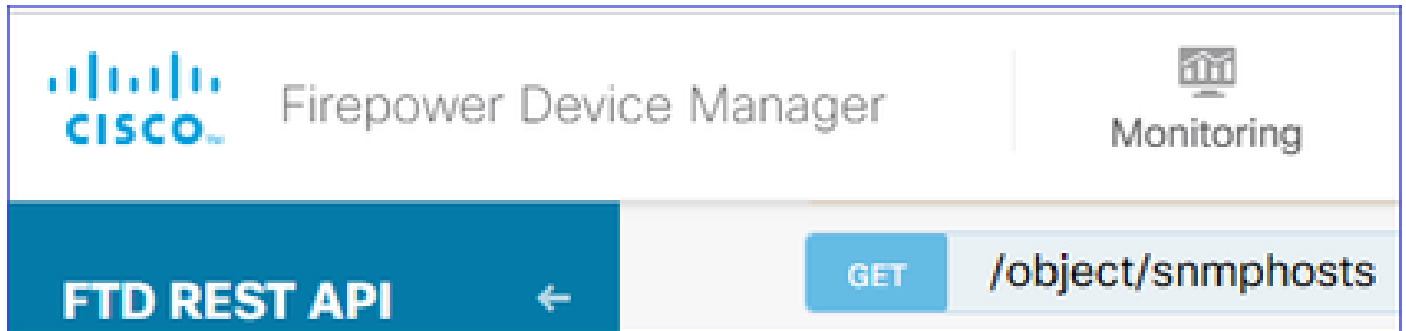 CISCO
Firepower Device Manager
Monitoring
FTD REST API
GET /object/snmphosts